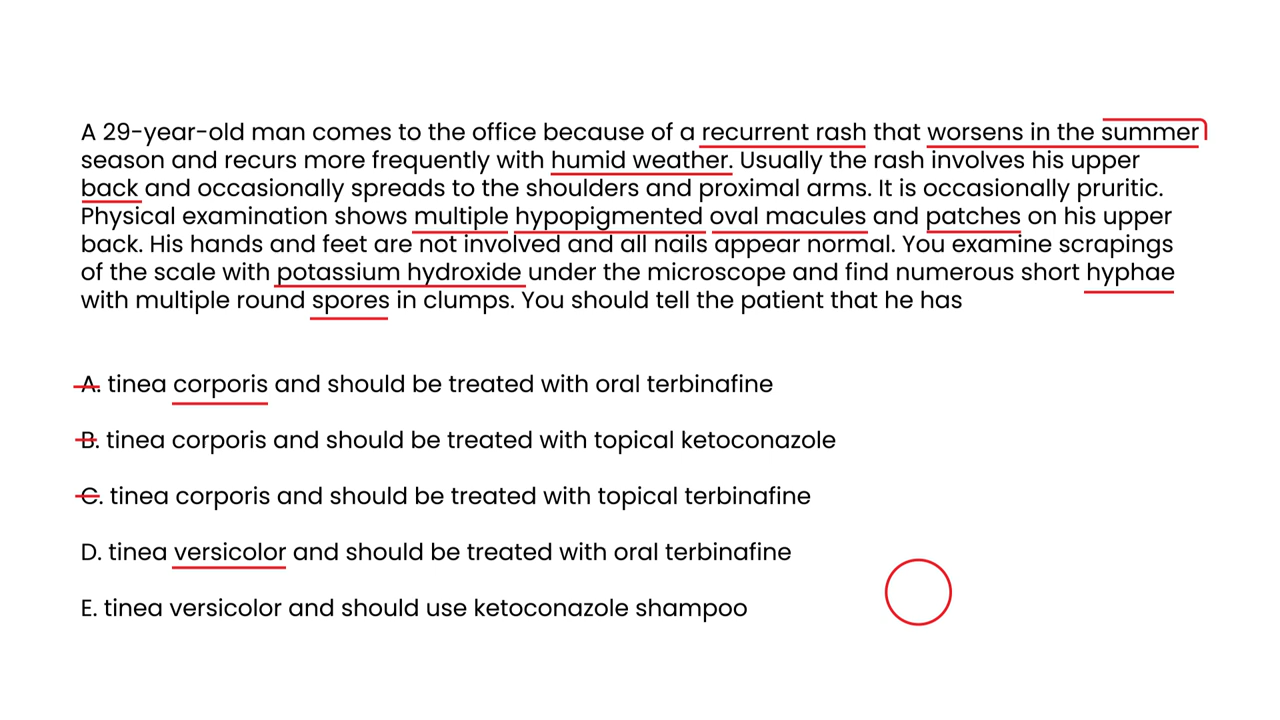 A 29-year-old man comes to the office because of a recurrent rash that worsens in the summer
season and recurs more frequently with humid weather. Usually the rash involves his upper
back and occasionally spreads to the shoulders and proximal arms. It is occasionally pruritic.
Physical examination shows multiple hypopigmented oval macules and patches on his upper
back. His hands and feet are not involved and all nails appear normal. You examine scrapings
of the scale with potassium hydroxide under the microscope and find numerous short hyphae
with multiple round spores in clumps. You should tell the patient that he has
A. tinea corporis and should be treated with oral terbinafine
B. tinea corporis and should be treated with topical ketoconazole
C. tinea corporis and should be treated with topical terbinafine
D. tinea versicolor and should be treated with oral terbinafine
E. tinea versicolor and should use ketoconazole shampoo